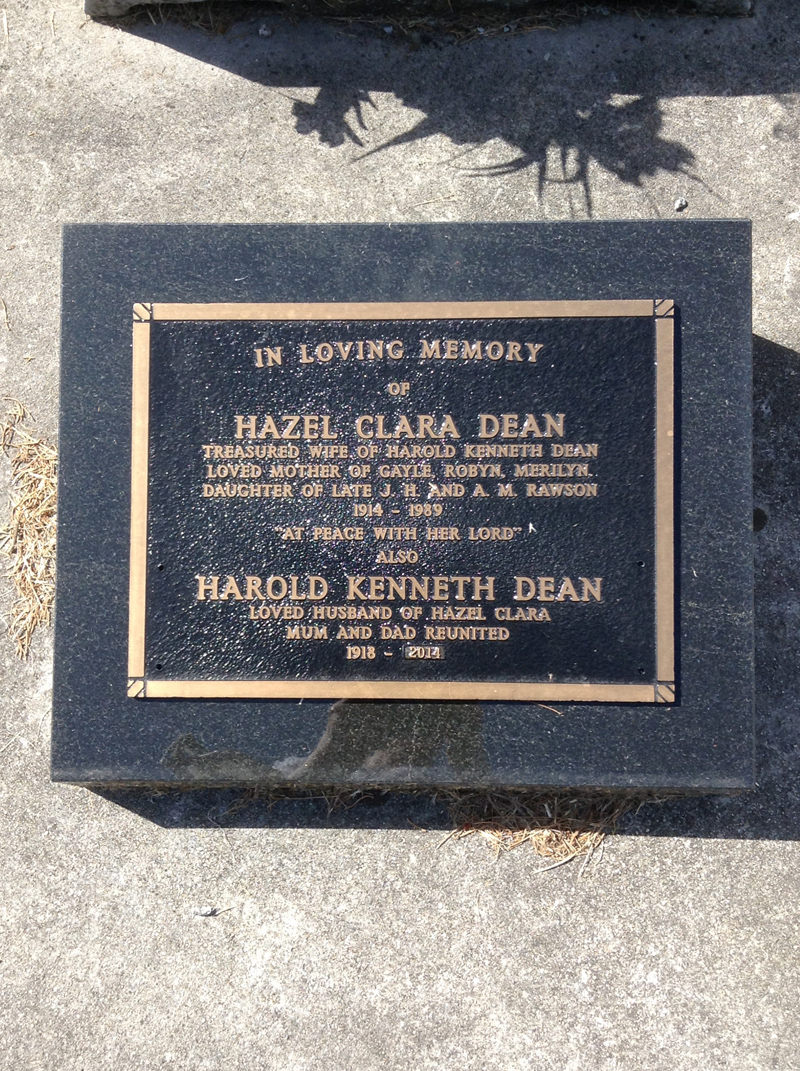 IN LOVING MEMORY
OF
HAZEL CLARA DEAN
TREASURED WIFE OF HAROLD KENNETH DEAN
LOVED MOTHER OF GAYLE, ROBYN, MERILYN.
DAUGHTER OF LATE J. H. AND A. M. RAWSON
1914 - 1989
"AT PEACE WITH HER LORD"
ALSO
HAROLD KENNETH DEAN
LOVED HUSBAND OF HAZEL CLARA
MUM AND DAD REUNITED
1918 - 2014